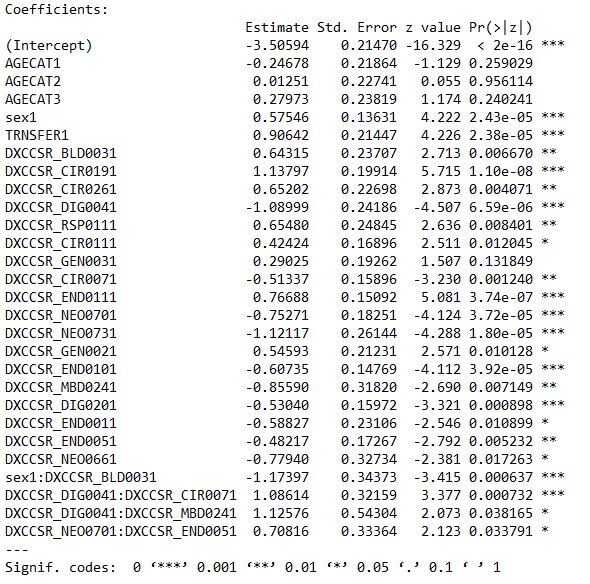 Coefficients:
Estimate Std. Error z value Pr(>|z|)
(Intercept) -3.50594 0.21470 -16.329 < 2e-16 ***
AGECAT1 -0.24678 0.21864 -1.129 0.259029
AGECAT2 0.01251 0.22741 0.055 0.956114
AGECAT3 0.27973 0.23819 1.174 0.240241
sex1 0.57546 0.13631 4.222 2.43e-05 ***
TRNSFER1 0.90642 0.21447 4.226 2.38e-05 ***
DXCCSR_BLD0031 0.64315 0.23707 2.713 0.006670 **
DXCCSR_CIR0191 1.13797 0.19914 5.715 1.10e-08 ***
DXCCSR_CIR0261 0.65202 0.22698 2.873 0.004071 **
DXCCSR_DIG0041 -1.08999 0.24186 -4.507 6.59e-06 ***
DXCCSR_RSP0111 0.65480 0.24845 2.636 0.008401 **
DXCCSR_CIR0111 0.42424 0.16896 2.511 0.012045 *
DXCCSR_GEN0031 0.29025 0.19262 1.507 0.131849
DXCCSR_CIR0071 -0.51337 0.15896 -3.230 0.001240 **
DXCCSR_END0111 0.76688 0.15092 5.081 3.74e-07 ***
DXCCSR_NEO0701 -0.75271 0.18251 -4.124 3.72e-05 ***
DXCCSR_NEO0731 -1.12117 0.26144 -4.288 1.80e-05 ***
DXCCSR_GEN0021 0.54593 0.21231 2.571 0.010128 *
DXCCSR_END0101 -0.60735 0.14769 -4.112 3.92e-05 ***
DXCCSR_MBD0241 -0.85590 0.31820 -2.690 0.007149 **
DXCCSR_DIG0201 -0.53040 0.15972 -3.321 0.000898 ***
DXCCSR_END0011 -0.58827 0.23106 -2.546 0.010899 *
DXCCSR_END0051 -0.48217 0.17267 -2.792 0.005232 **
DXCCSR_NEO0661 -0.77940 0.32734 -2.381 0.017263 *
sex1:DXCCSR_BLD0031 -1.17397 0.34373 -3.415 0.000637 ***
DXCCSR_DIG0041:DXCCSR_CIR0071 1.08614 0.32159 3.377 0.000732 ***
DXCCSR_DIG0041:DXCCSR_MBD0241 1.12576 0.54304 2.073 0.038165 *
DXCCSR_NEO0701:DXCCSR_END0051 0.70816 0.33364 2.123 0.033791 *
---
Signif. codes: 0 ‘***’ 0.001 ‘**’ 0.01 ‘*’ 0.05 ‘.’ 0.1 ‘ ’ 1